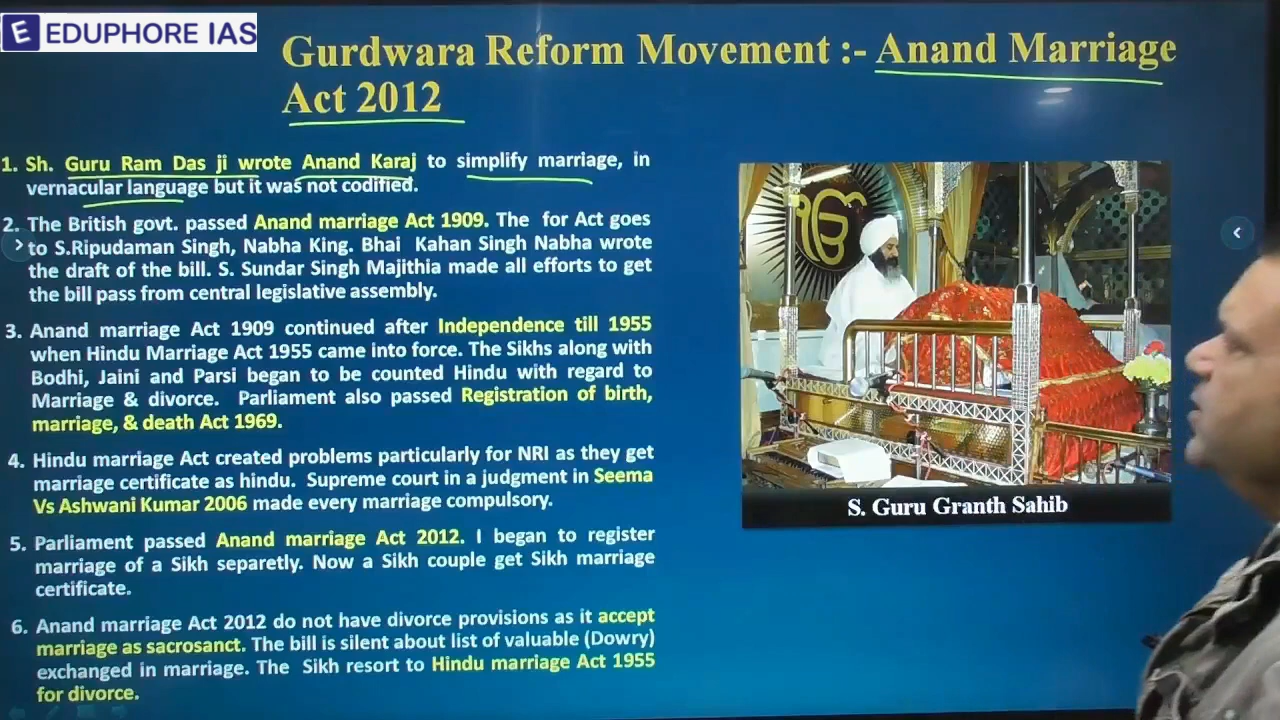 E EDUPHORE IAS
Gurdwara Reform Movement :- Anand Marriage
Act 2012
1. Sh. Guru Ram Das ji wrote Anand Karaj to simplify marriage, in
vernacular language but it was not codified.
2. The British govt. passed Anand marriage Act 1909. The for Act goes
to S.Ripudaman Singh, Nabha King. Bhai Kahan Singh Nabha wrote
the draft of the bill. S. Sundar Singh Majithia made all efforts to get
the bill pass from central legislative assembly.
3. Anand marriage Act 1909 continued after Independence till 1955
when Hindu Marriage Act 1955 came into force. The Sikhs along with
Bodhi, Jaini and Parsi began to be counted Hindu with regard to
Marriage & divorce. Parliament also passed Registration of birth,
marriage, & death Act 1969.
4. Hindu marriage Act created problems particularly for NRI as they get
marriage certificate as hindu. Supreme court in a judgment in Seema
Vs Ashwani Kumar 2006 made every marriage compulsory.
5. Parliament passed Anand marriage Act 2012. I began to register
marriage of a Sikh separetly. Now a Sikh couple get Sikh marriage
certificate.
6. Anand marriage Act 2012 do not have divorce provisions as it accept
marriage as sacrosanct. The bill is silent about list of valuable (Dowry)
exchanged in marriage. The Sikh resort to Hindu marriage Act 1955
for divorce.
ੴ
S. Guru Granth Sahib